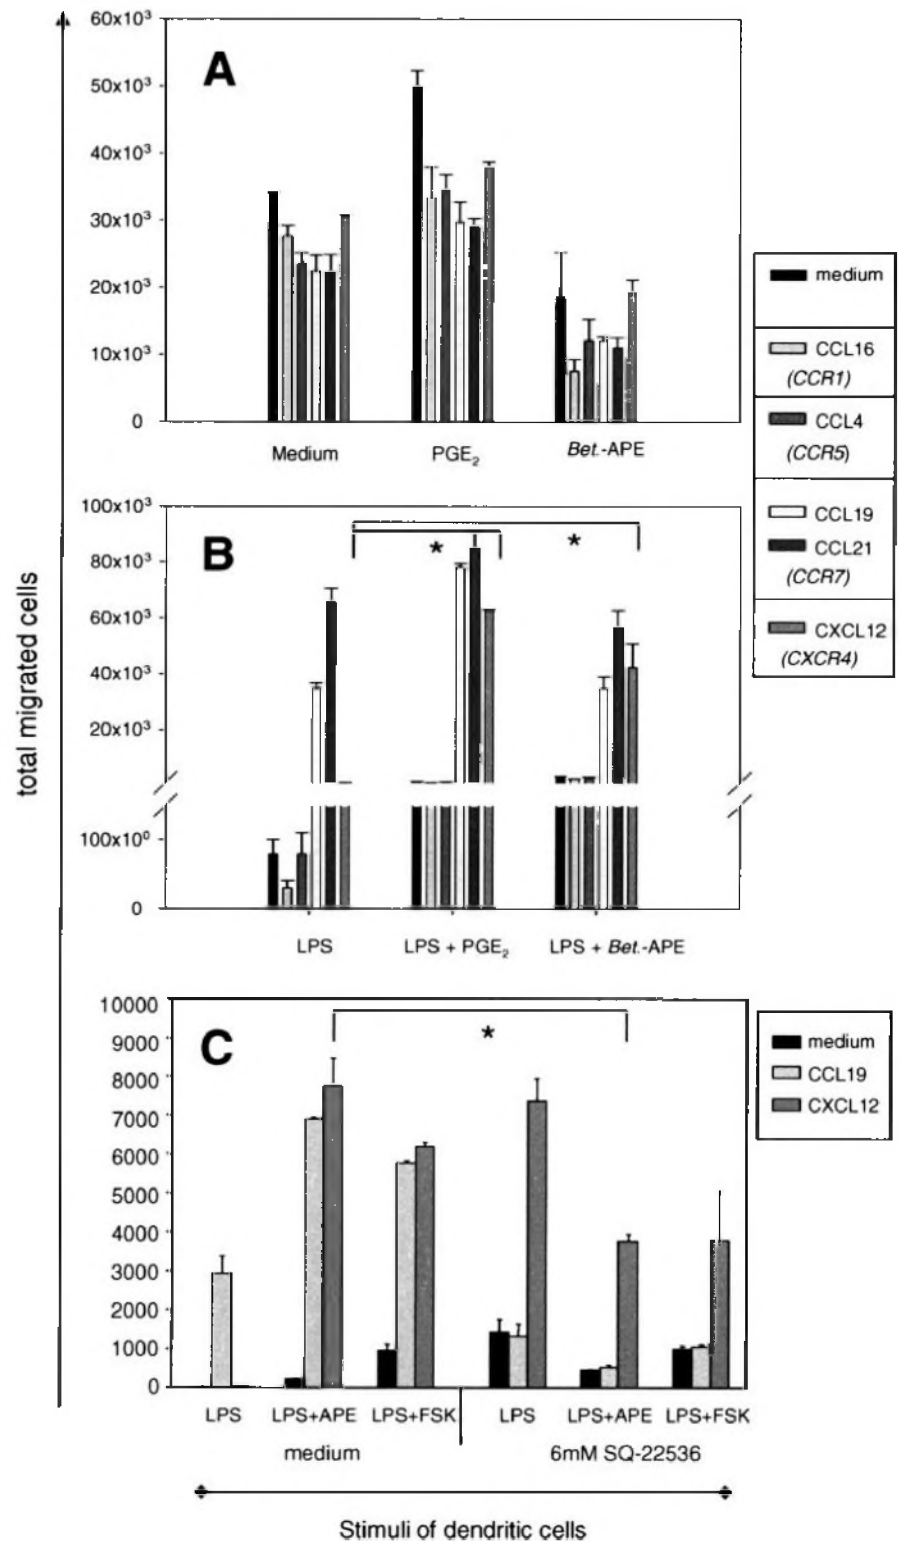 total migrated cells
A
60x10³
50x10³
40x10³
30x10³
20x10³
10x10³
0
Medium
PGE₂
Bet.-APE
medium
CCL16
(CCR1)
CCL4
(CCR5)
CCL19
CCL21
(CCR7)
CXCL12
(CXCR4)
B
100x10³
80x10³
60x10³
40x10³
20x10³
100x10⁰
0
*
*
LPS
LPS + PGE₂
LPS + Bet.-APE
C
10000
9000
8000
7000
6000
5000
4000
3000
2000
1000
0
*
medium
CCL19
CXCL12
LPS
LPS+APE
LPS+FSK
LPS
LPS+APE
LPS+FSK
medium
6mM SQ-22536
Stimuli of dendritic cells